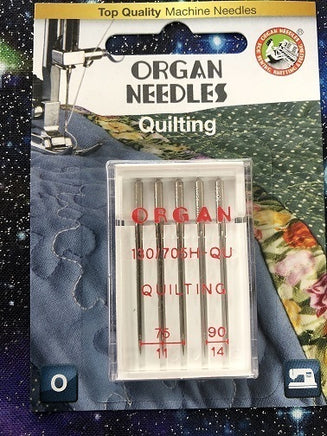 Top Quality Machine Needles
ORGAN
NEEDLES
Quilting
ORGAN
130/705H-QU
QUILTING
75 90
11 14
O